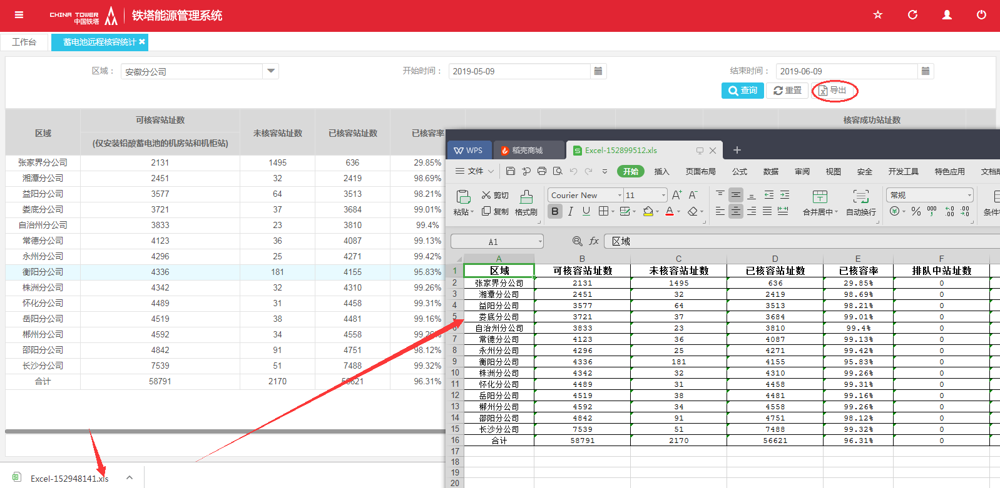 CHINA TOWER
中国铁塔
铁塔能源管理系统
工作台
蓄电池远程核容统计
区域： 安徽分公司 开始时间： 2019-05-09 结束时间： 2019-06-09
查询 重置 导出
区域 可核容站址数 (仅安装铅酸蓄电池的机房站和机柜站) 未核容站址数 已核容站址数 已核容率 核容成功站址数
张家界分公司 2131 1495 636 29.85%
湘潭分公司 2451 32 2419 98.69%
益阳分公司 3577 64 3513 98.21%
娄底分公司 3721 37 3684 99.01%
自治州分公司 3833 23 3810 99.4%
常德分公司 4123 36 4087 99.13%
永州分公司 4296 25 4271 99.42%
衡阳分公司 4336 181 4155 95.83%
株洲分公司 4342 32 4310 99.26%
怀化分公司 4489 31 4458 99.31%
岳阳分公司 4519 38 4481 99.16%
郴州分公司 4592 34 4558 99.26%
邵阳分公司 4842 91 4751 98.12%
长沙分公司 7539 51 7488 99.32%
合计 58791 2170 56621 96.31%
Excel-152948141.xls
WPS 稻壳商城 Excel-152899512.xls
文件 开始 插入 页面布局 公式 数据 审阅 视图 安全 开发工具 特色应用 文档助
粘贴 剪切 复制 格式刷 Courier New 11 合并居中 自动换行 常规 条件
A1 fx 区域
A B C D E F
1 区域 可核容站址数 未核容站址数 已核容站址数 已核容率 排队中站址数
2 张家界分公司 2131 1495 636 29.85% 0
3 湘潭分公司 2451 32 2419 98.69% 0
4 益阳分公司 3577 64 3513 98.21% 0
5 娄底分公司 3721 37 3684 99.01% 0
6 自治州分公司 3833 23 3810 99.4% 0
7 常德分公司 4123 36 4087 99.13% 0
8 永州分公司 4296 25 4271 99.42% 0
9 衡阳分公司 4336 181 4155 95.83% 0
10 株洲分公司 4342 32 4310 99.26% 0
11 怀化分公司 4489 31 4458 99.31% 0
12 岳阳分公司 4519 38 4481 99.16% 0
13 郴州分公司 4592 34 4558 99.26% 0
14 邵阳分公司 4842 91 4751 98.12% 0
15 长沙分公司 7539 51 7488 99.32% 0
16 合计 58791 2170 56621 96.31% 0
17
18
19
20